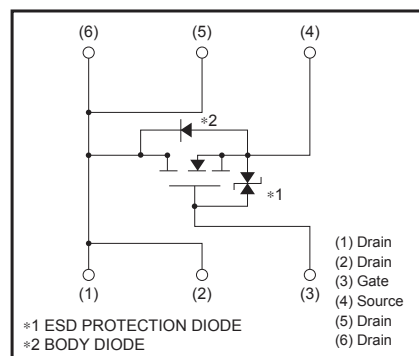 (6) (5) (4)
∗2
∗1
(1) (2) (3)
(1) Drain
(2) Drain
(3) Gate
(4) Source
(5) Drain
(6) Drain
∗1 ESD PROTECTION DIODE
∗2 BODY DIODE